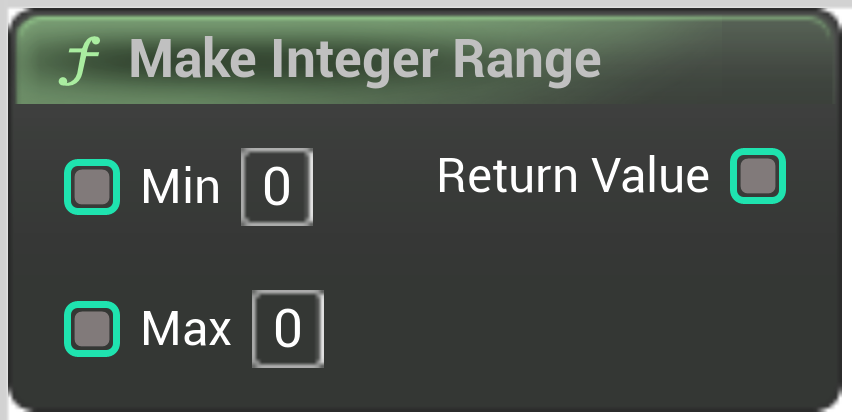 f Make Integer Range
Min 0 Return Value
Max 0